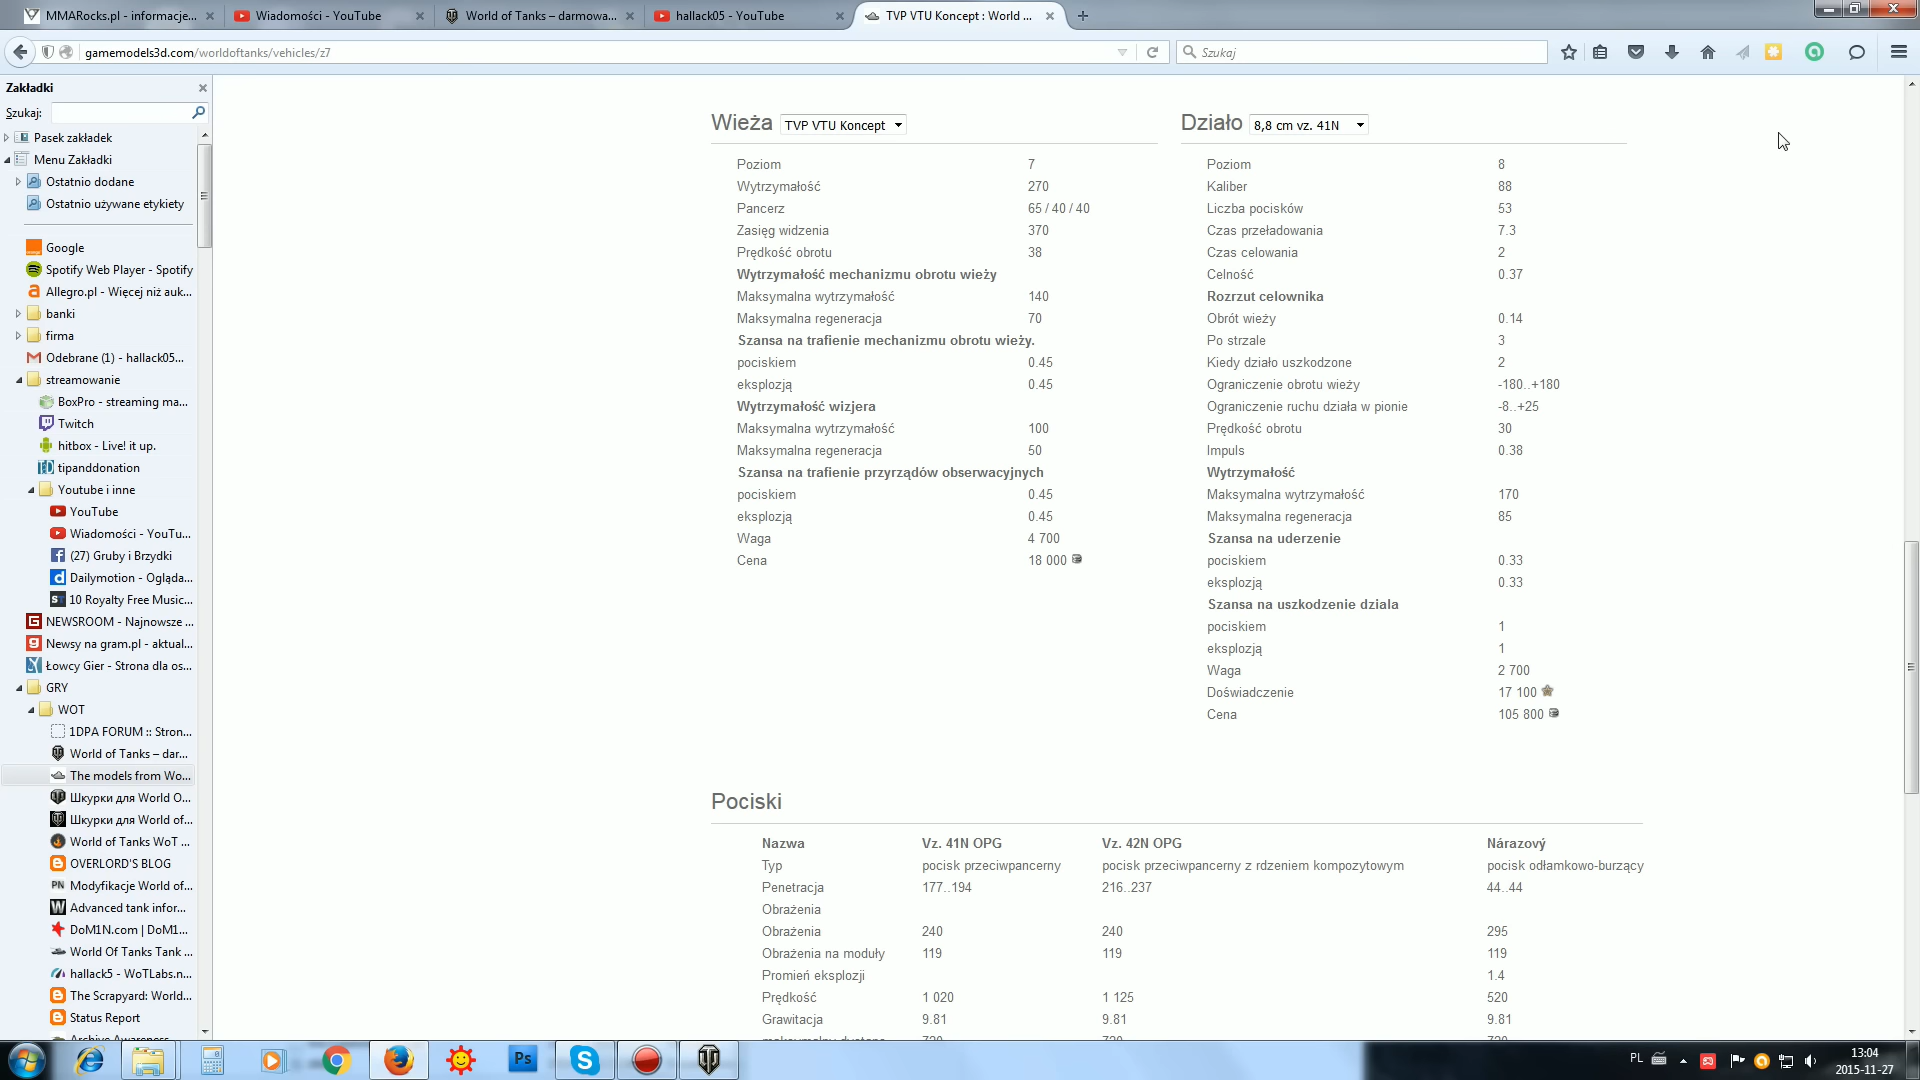 MMARocks.pl - informacje...
Wiadomości - YouTube
World of Tanks – darmowa...
hallack05 - YouTube
TVP VTU Koncept : World ...
gamemodels3d.com/worldoftanks/vehicles/z7
Szukaj
Zakładki
Szukaj:
Pasek zakładek
Menu Zakładki
Ostatnio dodane
Ostatnio używane etykiety
Google
Spotify Web Player - Spotify
Allegro.pl - Więcej niż auk...
banki
firma
Odebrane (1) - hallack05...
streamowanie
BoxPro - streaming ma...
Twitch
hitbox - Live! it up.
tipanddonation
Youtube i inne
YouTube
Wiadomości - YouTu...
(27) Gruby i Brzydki
Dailymotion - Ogląda...
10 Royalty Free Music...
NEWSROOM - Najnowsze ...
Newsy na gram.pl - aktual...
Łowcy Gier - Strona dla os...
GRY
WOT
1DPA FORUM :: Stron...
World of Tanks – dar...
The models from Wo...
Шкурки для World O...
Шкурки для World of...
World of Tanks WoT ...
OVERLORD'S BLOG
Modyfikacje World of...
Advanced tank infor...
DoM1N.com | DoM1...
World Of Tanks Tank ...
hallack5 - WoTLabs.n...
The Scrapyard: World...
Status Report
Archive Awareness
Wieża TVP VTU Koncept
Poziom 7
Wytrzymałość 270
Pancerz 65 / 40 / 40
Zasięg widzenia 370
Prędkość obrotu 38
Wytrzymałość mechanizmu obrotu wieży
Maksymalna wytrzymałość 140
Maksymalna regeneracja 70
Szansa na trafienie mechanizmu obrotu wieży.
pociskiem 0.45
eksplozją 0.45
Wytrzymałość wizjera
Maksymalna wytrzymałość 100
Maksymalna regeneracja 50
Szansa na trafienie przyrządów obserwacyjnych
pociskiem 0.45
eksplozją 0.45
Waga 4 700
Cena 18 000
Działo 8,8 cm vz. 41N
Poziom 8
Kaliber 88
Liczba pocisków 53
Czas przeładowania 7.3
Czas celowania 2
Celność 0.37
Rozrzut celownika
Obrót wieży 0.14
Po strzale 3
Kiedy działo uszkodzone 2
Ograniczenie obrotu wieży -180..+180
Ograniczenie ruchu działa w pionie -8..+25
Prędkość obrotu 30
Impuls 0.38
Wytrzymałość
Maksymalna wytrzymałość 170
Maksymalna regeneracja 85
Szansa na uderzenie
pociskiem 0.33
eksplozją 0.33
Szansa na uszkodzenie dziala
pociskiem 1
eksplozją 1
Waga 2 700
Doświadczenie 17 100
Cena 105 800
Pociski
Nazwa Vz. 41N OPG Vz. 42N OPG Nárazový
Typ pocisk przeciwpancerny pocisk przeciwpancerny z rdzeniem kompozytowym pocisk odłamkowo-burzący
Penetracja 177..194 216..237 44..44
Obrażenia
Obrażenia 240 240 295
Obrażenia na moduły 119 119 119
Promień eksplozji 1.4
Prędkość 1 020 1 125 520
Grawitacja 9.81 9.81 9.81
maksymalny dystans 720 720 720
PL
13:04
2015-11-27